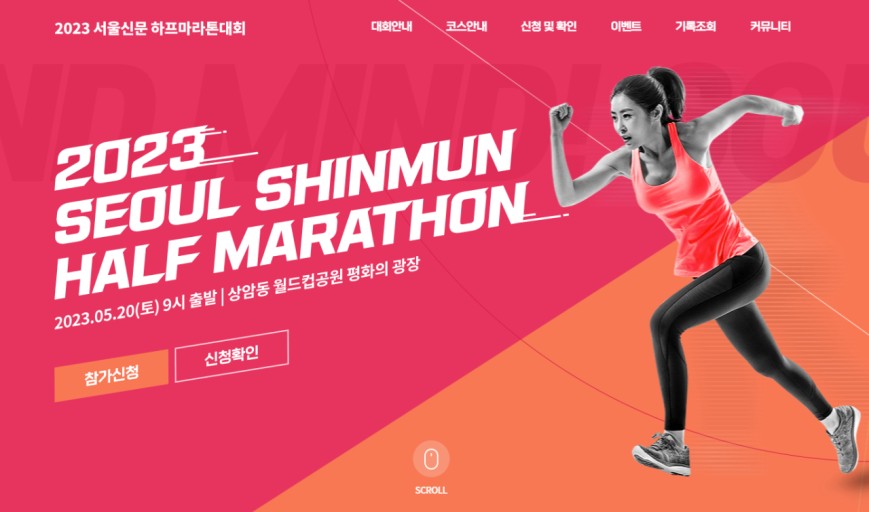 2023 서울신문 하프마라톤대회
대회안내 코스안내 신청 및 확인 이벤트 기록조회 커뮤니티
2023
SEOUL SHINMUN
HALF MARATHON
2023.05.20(토) 9시 출발 | 상암동 월드컵공원 평화의 광장
참가신청 신청확인
SCROLL